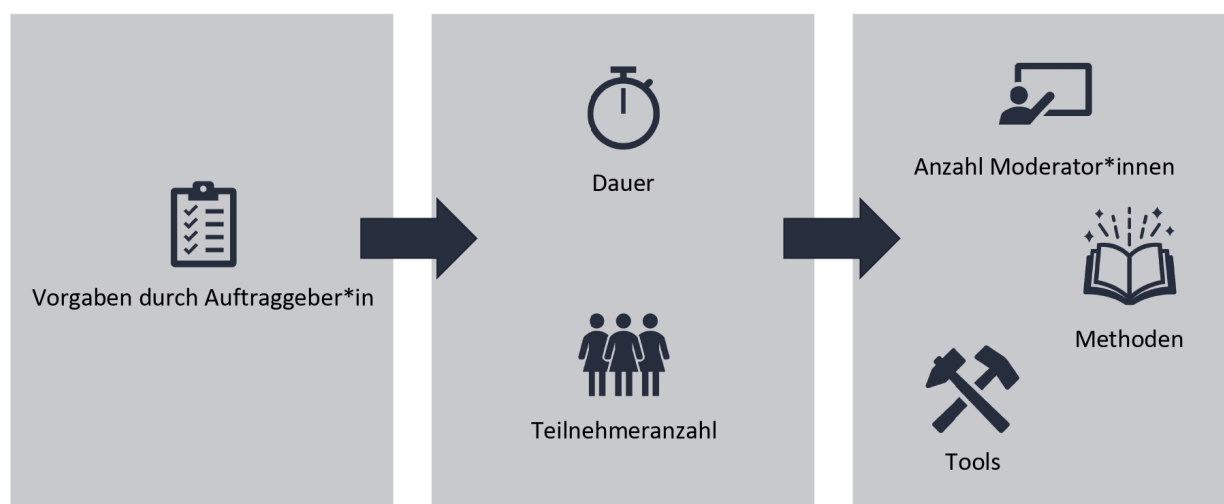 Vorgaben durch Auftraggeber*in
Dauer
Teilnehmeranzahl
Anzahl Moderator*innen
Methoden
Tools